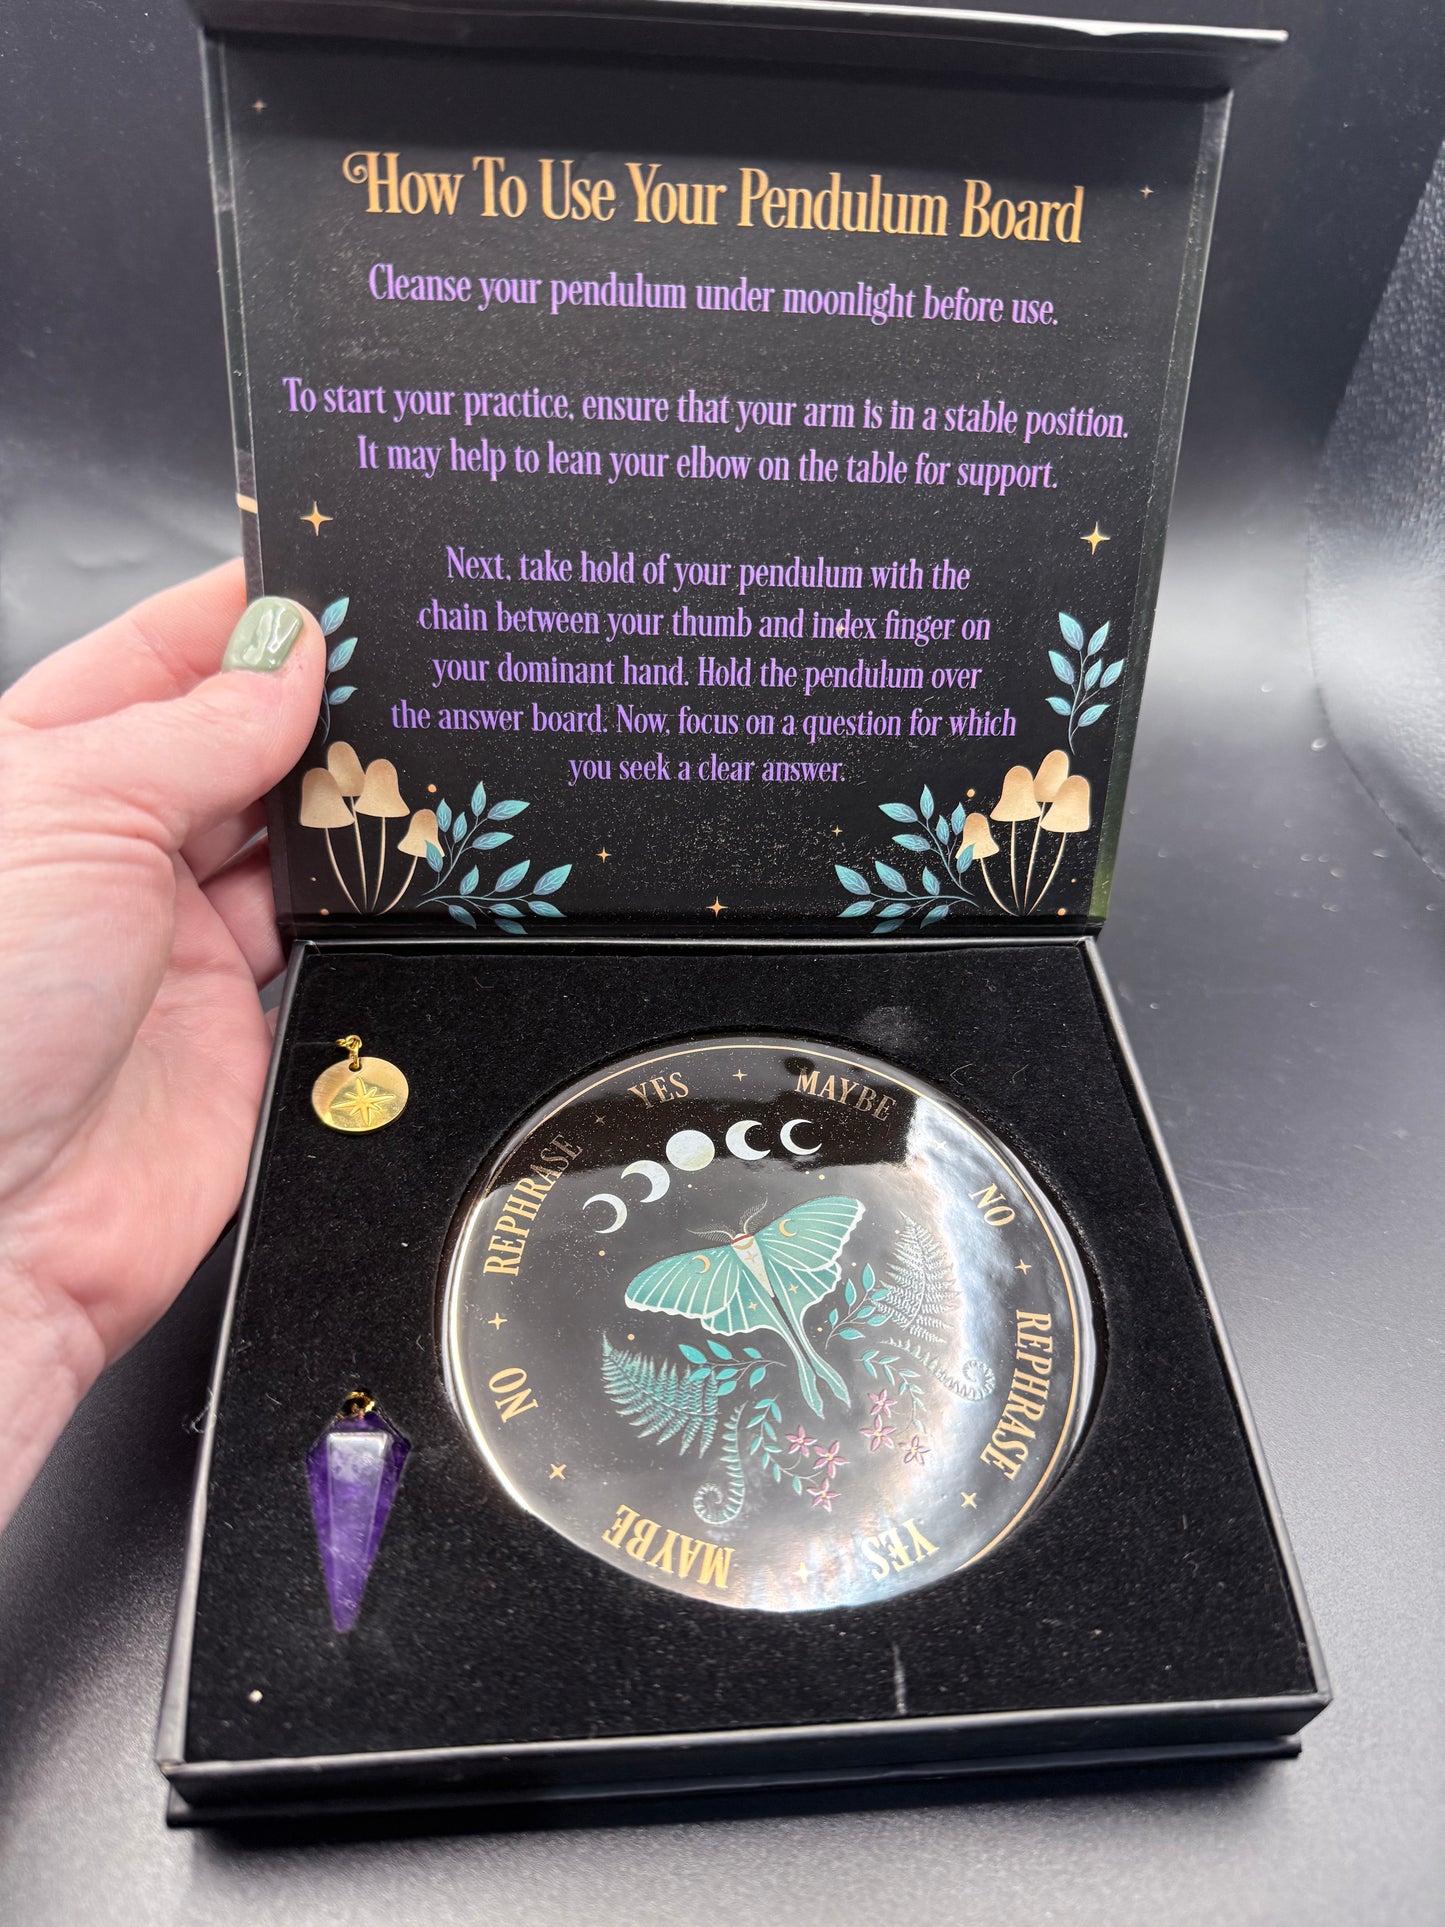 How To Use Your Pendulum Board
Cleanse your pendulum under moonlight before use.
To start your practice, ensure that your arm is in a stable position.
It may help to lean your elbow on the table for support.
Next, take hold of your pendulum with the
chain between your thumb and index finger on
your dominant hand. Hold the pendulum over
the answer board. Now, focus on a question for which
you seek a clear answer.
YES
MAYBE
NO
REPHRASE
YES
MAYBE
NO
REPHRASE